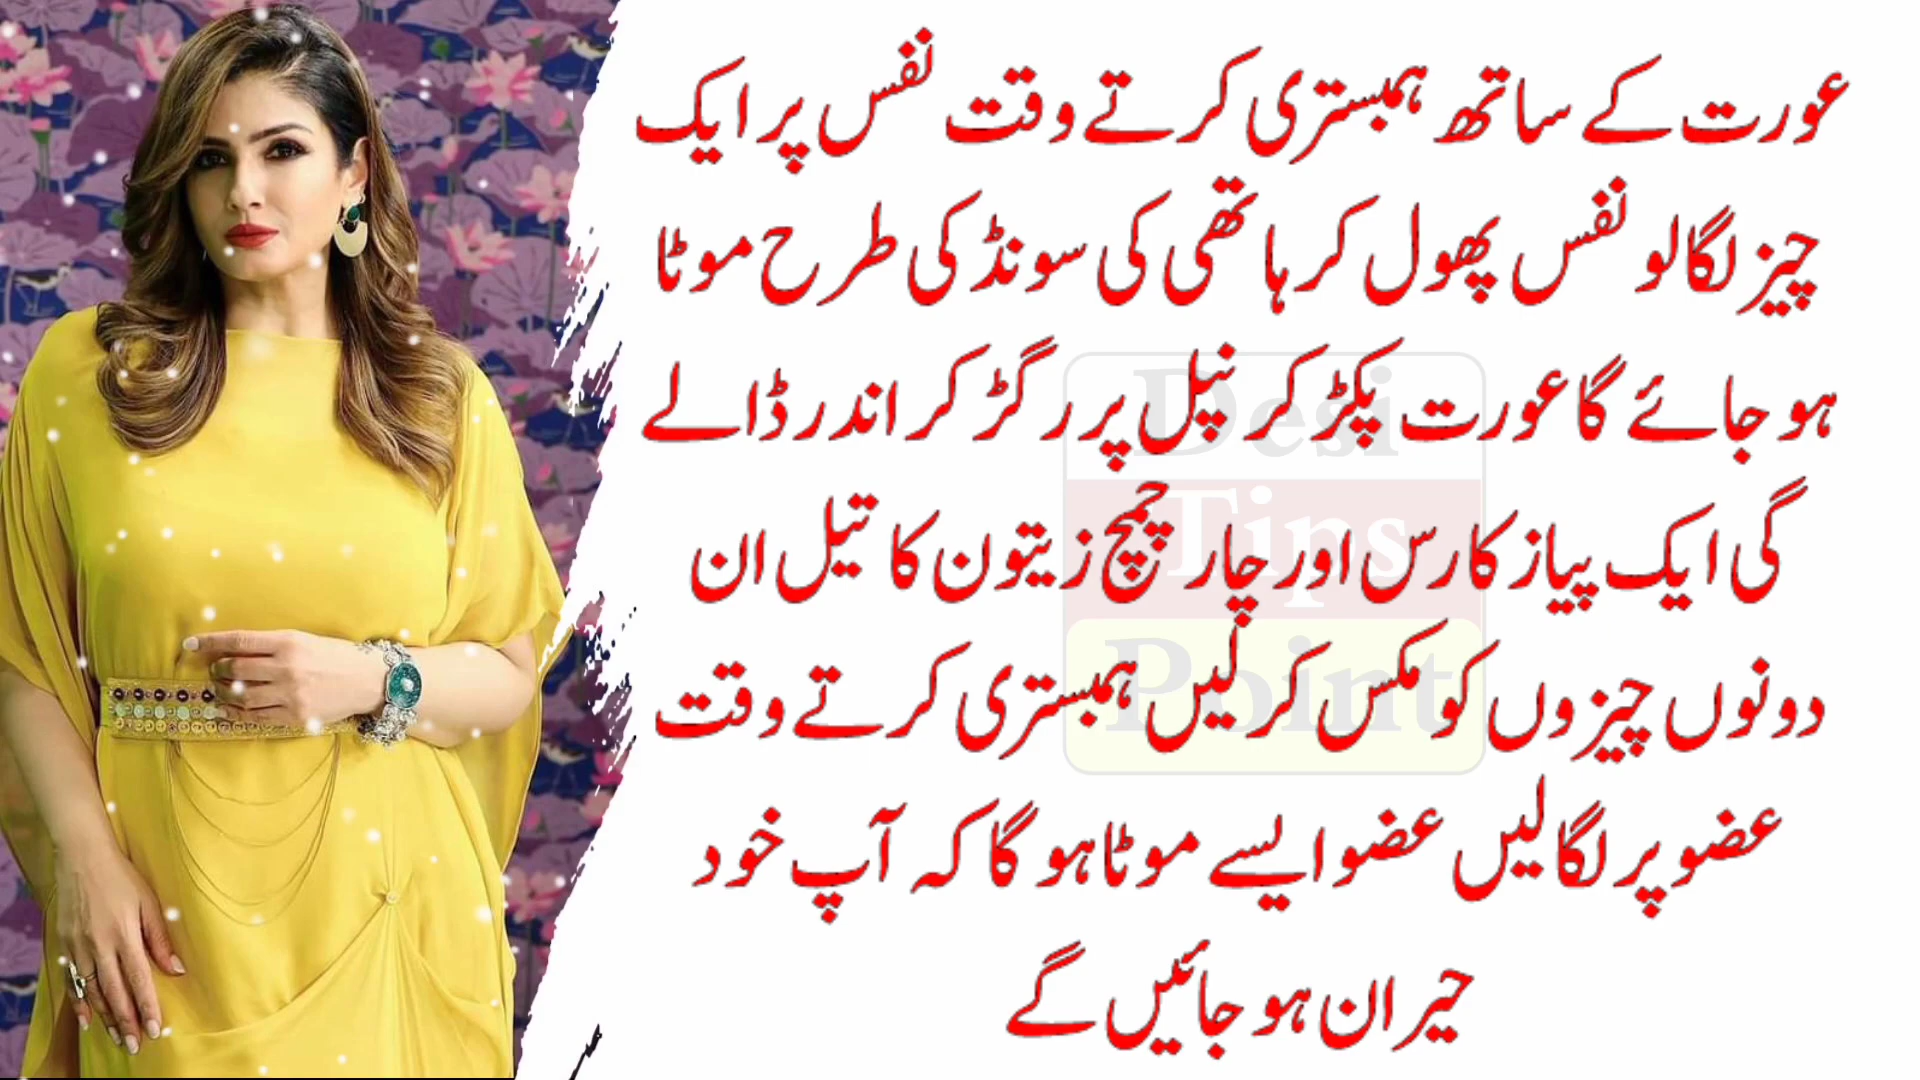 عورت کے ساتھ ہمبستری کرتے وقت نفس پر ایک
چیز لگا لو نفس پھول کر ہاتھی کی سونڈ کی طرح موٹا
ہو جائے گا عورت پکڑ کر نپل پر رگڑ کر اندر ڈالے
گی ایک پیاز کا رس اور چار چمچ زیتون کا تیل ان
دونوں چیزوں کو مکس کر لیں ہمبستری کرتے وقت
عضو پر لگا لیں عضو ایسے موٹا ہو گا کہ آپ خود
حیران ہو جائیں گے
Desi
Tips
Point